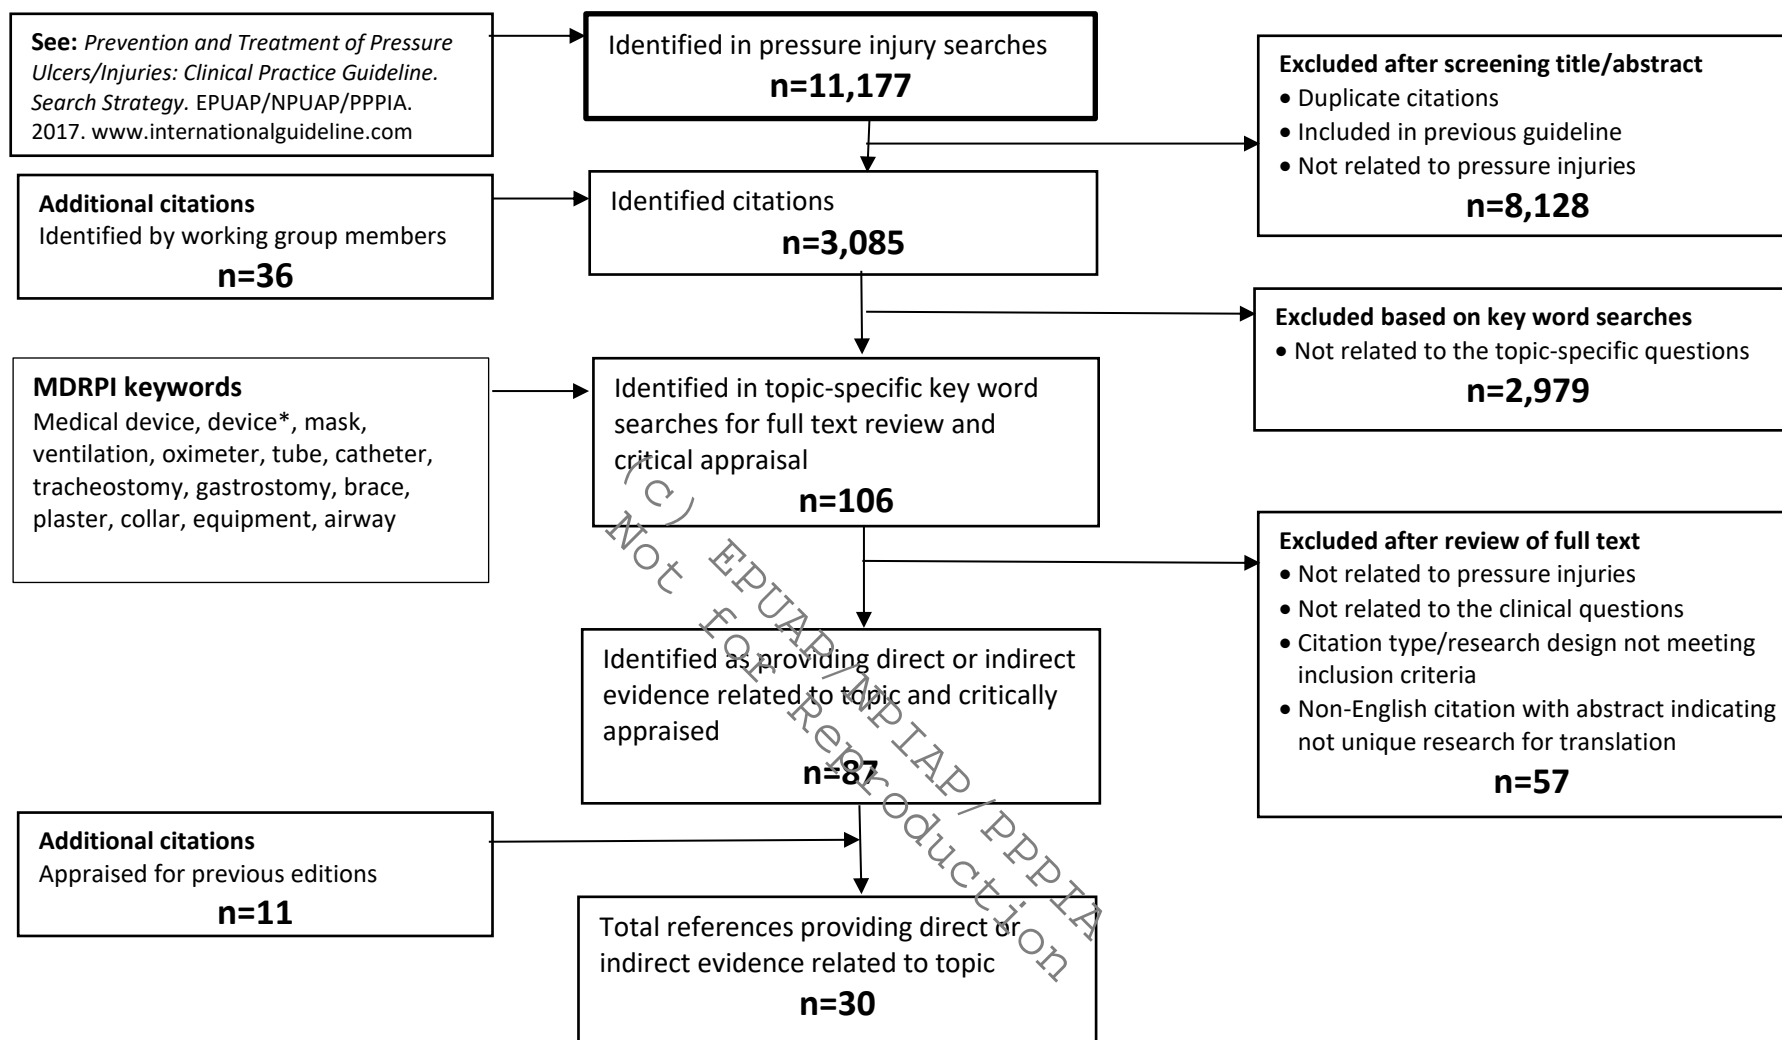 See: Prevention and Treatment of Pressure
Ulcers/Injuries: Clinical Practice Guideline.
Search Strategy. EPUAP/NPUAP/PPPIA.
2017. www.internationalguideline.com
Identified in pressure injury searches
n=11,177
Excluded after screening title/abstract
• Duplicate citations
• Included in previous guideline
• Not related to pressure injuries
n=8,128
Additional citations
Identified by working group members
n=36
Identified citations
n=3,085
Excluded based on key word searches
• Not related to the topic-specific questions
n=2,979
MDRPI keywords
Medical device, device*, mask,
ventilation, oximeter, tube, catheter,
tracheostomy, gastrostomy, brace,
plaster, collar, equipment, airway
Identified in topic-specific key word
searches for full text review and
critical appraisal
n=106
Excluded after review of full text
• Not related to pressure injuries
• Not related to the clinical questions
• Citation type/research design not meeting
inclusion criteria
• Non-English citation with abstract indicating
not unique research for translation
n=57
Identified as providing direct or indirect
evidence related to topic and critically
appraised
n=87
Additional citations
Appraised for previous editions
n=11
Total references providing direct or
indirect evidence related to topic
n=30
(c) EPUAP/NPIAP/PPPIA
Not for Reproduction